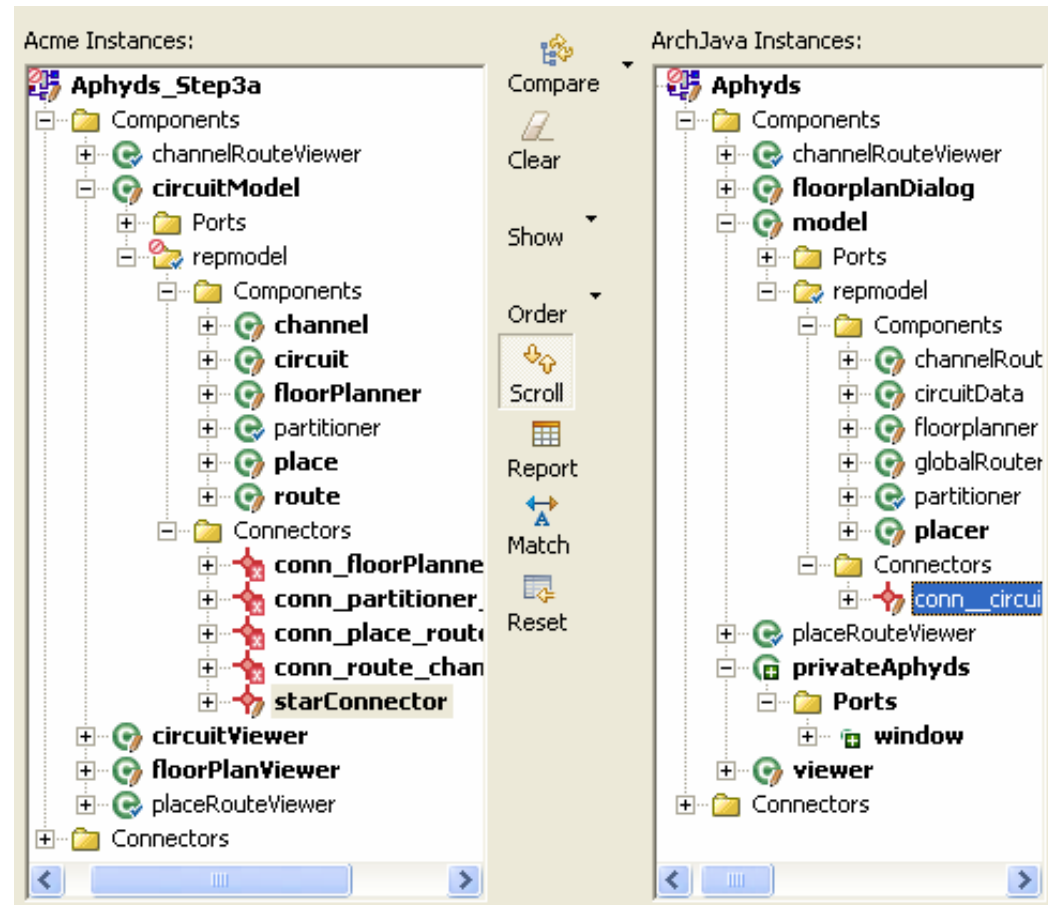 Acme Instances:
Aphyds_Step3a
Components
channelRouteViewer
circuitModel
Ports
repmodel
Components
channel
circuit
floorPlanner
partitioner
place
route
Connectors
conn_floorPlanne
conn_partitioner_
conn_place_route
conn_route_chan
starConnector
circuitViewer
floorPlanViewer
placeRouteViewer
Connectors
Compare
Clear
Show
Order
Scroll
Report
Match
Reset
ArchJava Instances:
Aphyds
Components
channelRouteViewer
floorplanDialog
model
Ports
repmodel
Components
channelRout
circuitData
floorplanner
globalRouter
partitioner
placer
Connectors
conn__circui
placeRouteViewer
privateAphyds
Ports
window
viewer
Connectors